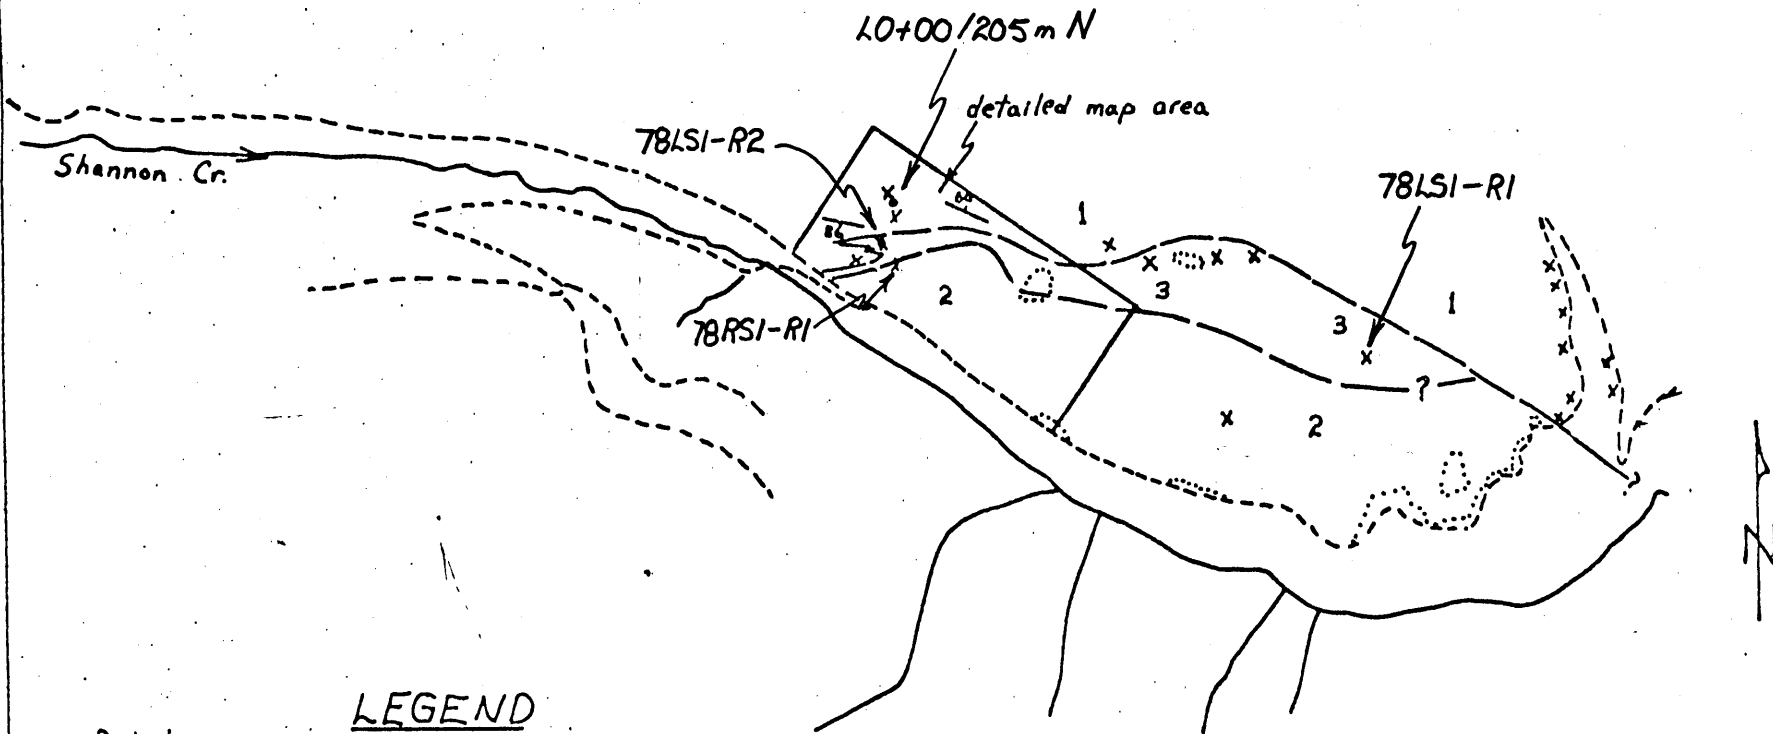 L0+00/205m N
detailed map area
78LS1-R2
Shannon Cr.
78LS1-R1
1
2
3
78RS1-R1
3
1
?
2
N
LEGEND